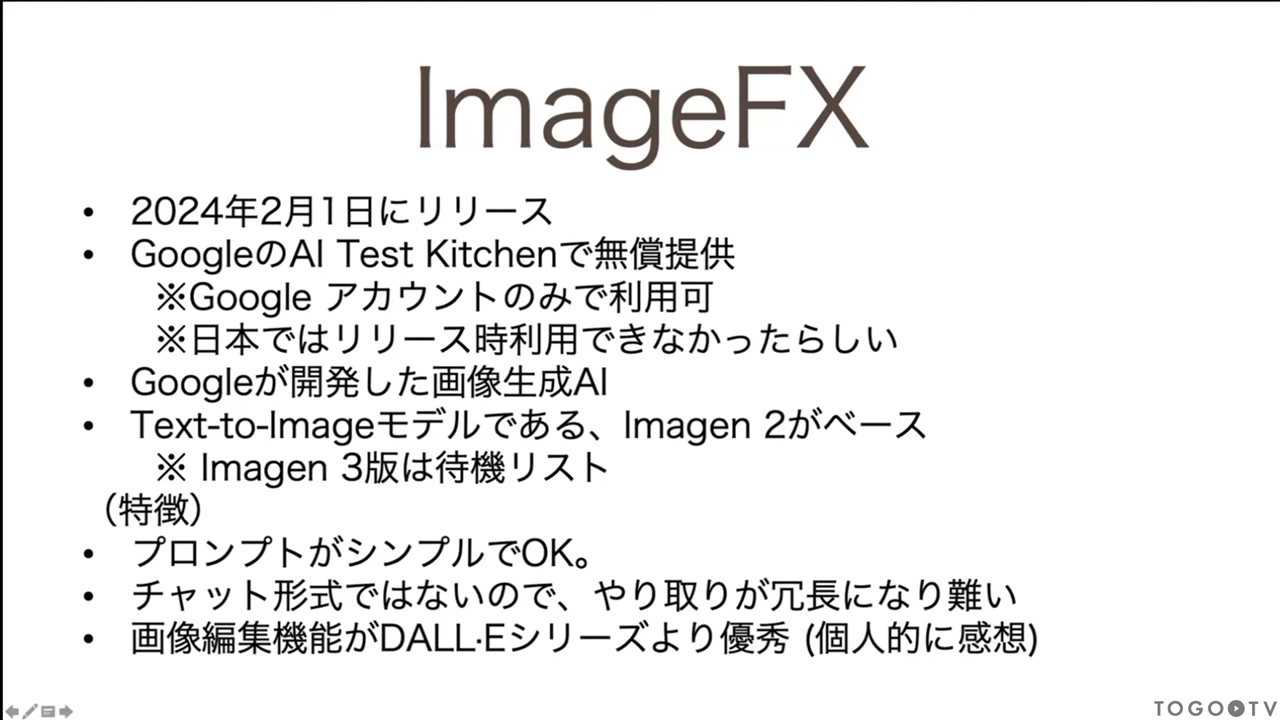 ImageFX
• 2024年2月1日にリリース
• GoogleのAI Test Kitchenで無償提供
※Google アカウントのみで利用可
※日本ではリリース時利用できなかったらしい
• Googleが開発した画像生成AI
• Text-to-Imageモデルである、Imagen 2がベース
※ Imagen 3版は待機リスト
（特徴）
• プロンプトがシンプルでOK。
• チャット形式ではないので、やり取りが冗長になり難い
• 画像編集機能がDALL·Eシリーズより優秀 (個人的に感想)
TOGOTV